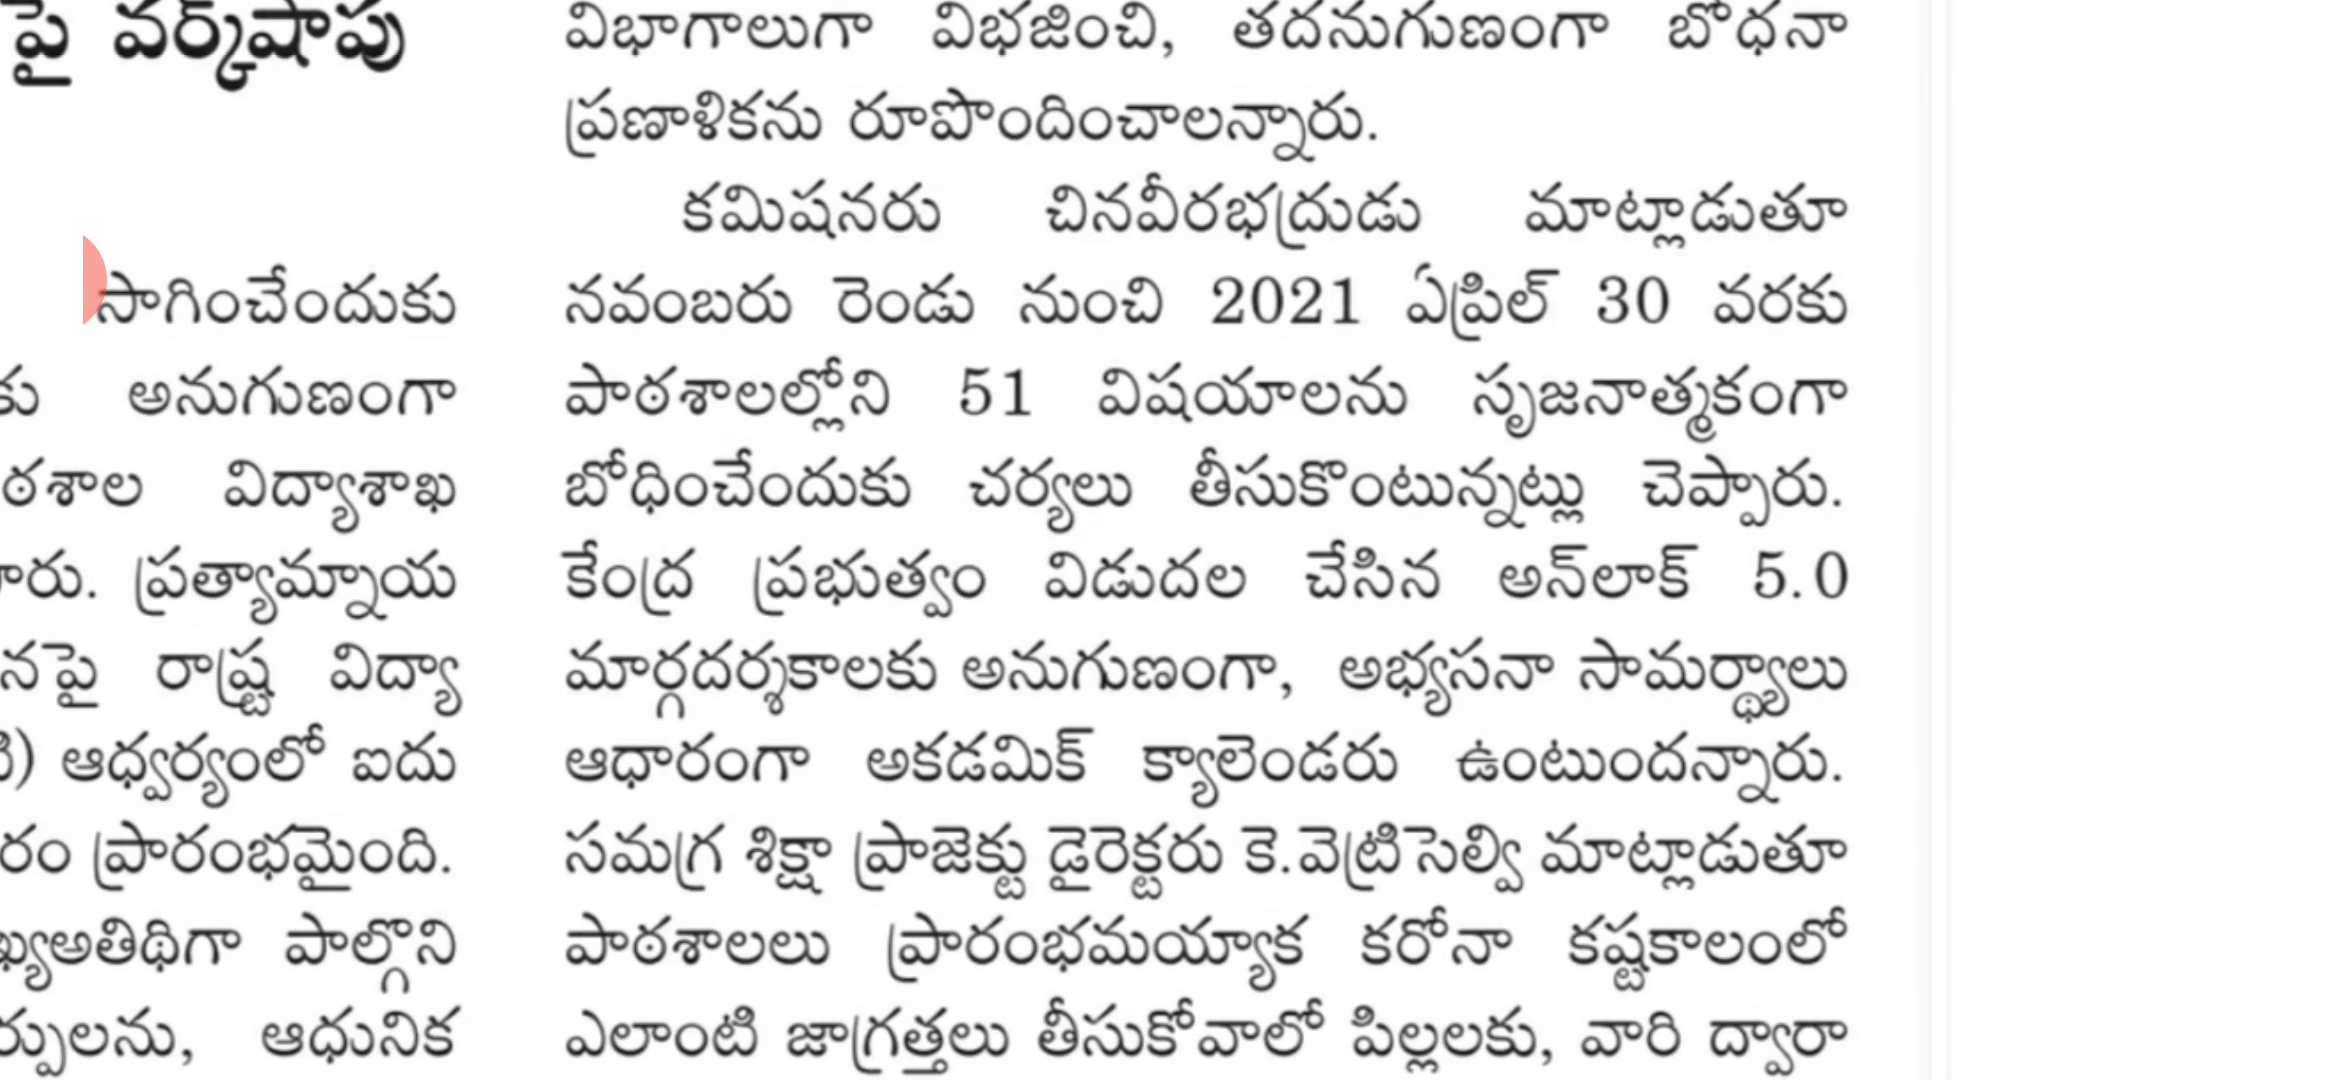 పై వర్క్‌షాపు
సాగించేందుకు
అనుగుణంగా
విద్యాశాఖ
ప్రత్యామ్నాయ
రాష్ట్ర విద్యా
ఆధ్వర్యంలో ఐదు
ప్రారంభమైంది.
పాల్గొని
ఆధునిక
విభాగాలుగా విభజించి, తదనుగుణంగా బోధనా
ప్రణాళికను రూపొందించాలన్నారు.
కమిషనరు చినవీరభద్రుడు మాట్లాడుతూ
నవంబరు రెండు నుంచి 2021 ఏప్రిల్ 30 వరకు
పాఠశాలల్లోని 51 విషయాలను సృజనాత్మకంగా
బోధించేందుకు చర్యలు తీసుకొంటున్నట్లు చెప్పారు.
కేంద్ర ప్రభుత్వం విడుదల చేసిన అన్‌లాక్ 5.0
మార్గదర్శకాలకు అనుగుణంగా, అభ్యసనా సామర్థ్యాలు
ఆధారంగా అకడమిక్ క్యాలెండరు ఉంటుందన్నారు.
సమగ్ర శిక్షా ప్రాజెక్టు డైరెక్టరు కె.వెట్రిసెల్వి మాట్లాడుతూ
పాఠశాలలు ప్రారంభమయ్యాక కరోనా కష్టకాలంలో
ఎలాంటి జాగ్రత్తలు తీసుకోవాలో పిల్లలకు, వారి ద్వారా